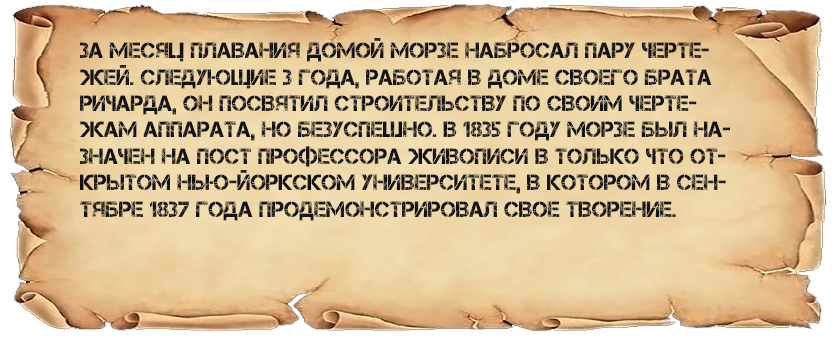 ЗА МЕСЯЦ ПЛАВАНИЯ ДОМОЙ МОРЗЕ НАБРОСАЛ ПАРУ ЧЕРТЕ-
ЖЕЙ. СЛЕДУЮЩИЕ 3 ГОДА, РАБОТАЯ В ДОМЕ СВОЕГО БРАТА
РИЧАРДА, ОН ПОСВЯТИЛ СТРОИТЕЛЬСТВУ ПО СВОИМ ЧЕРТЕ-
ЖАМ АППАРАТА, НО БЕЗУСПЕШНО. В 1835 ГОДУ МОРЗЕ БЫЛ НА-
ЗНАЧЕН НА ПОСТ ПРОФЕССОРА ЖИВОПИСИ В ТОЛЬКО ЧТО ОТ-
КРЫТОМ НЬЮ-ЙОРКСКОМ УНИВЕРСИТЕТЕ, В КОТОРОМ В СЕН-
ТЯБРЕ 1837 ГОДА ПРОДЕМОНСТРИРОВАЛ СВОЕ ТВОРЕНИЕ.